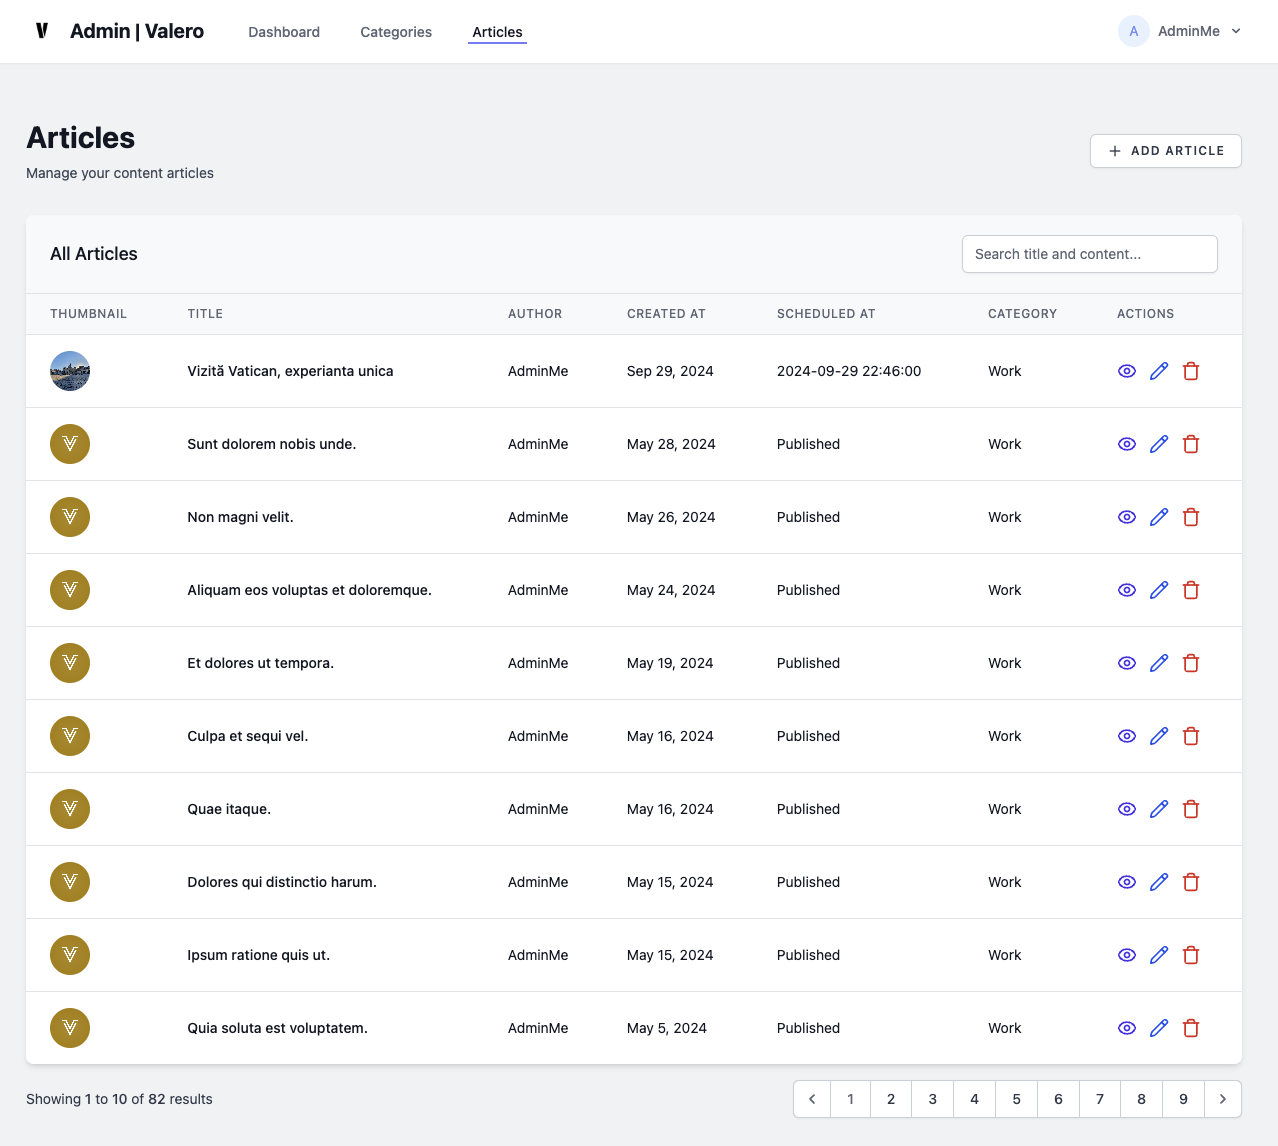 Admin | Valero Dashboard Categories Articles A AdminMe
Articles
Manage your content articles
ADD ARTICLE
All Articles
Search title and content...
THUMBNAIL TITLE AUTHOR CREATED AT SCHEDULED AT CATEGORY ACTIONS
Vizită Vatican, experianta unica AdminMe Sep 29, 2024 2024-09-29 22:46:00 Work
Sunt dolorem nobis unde. AdminMe May 28, 2024 Published Work
Non magni velit. AdminMe May 26, 2024 Published Work
Aliquam eos voluptas et doloremque. AdminMe May 24, 2024 Published Work
Et dolores ut tempora. AdminMe May 19, 2024 Published Work
Culpa et sequi vel. AdminMe May 16, 2024 Published Work
Quae itaque. AdminMe May 16, 2024 Published Work
Dolores qui distinctio harum. AdminMe May 15, 2024 Published Work
Ipsum ratione quis ut. AdminMe May 15, 2024 Published Work
Quia soluta est voluptatem. AdminMe May 5, 2024 Published Work
Showing 1 to 10 of 82 results 1 2 3 4 5 6 7 8 9